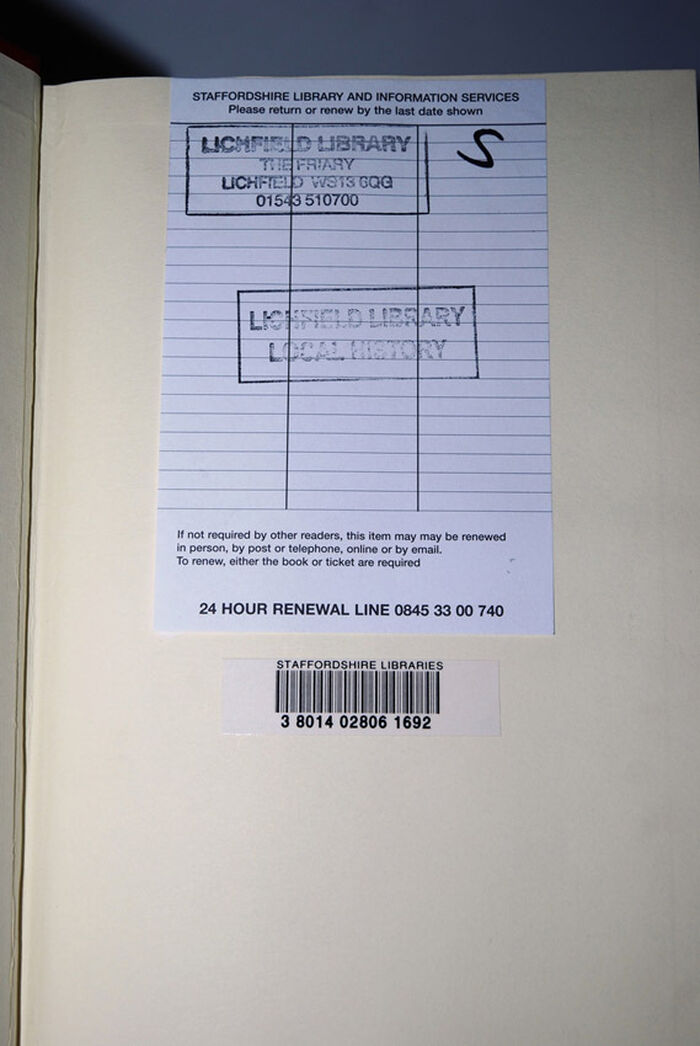 STAFFORDSHIRE LIBRARY AND INFORMATION SERVICES
Please return or renew by the last date shown
S
LICHFIELD LIBRARY
THE FRIARY
LICHFIELD WS13 6QG
01543 510700
LICHFIELD LIBRARY
LOCAL HISTORY
If not required by other readers, this item may may be renewed
in person, by post or telephone, online or by email.
To renew, either the book or ticket are required
24 HOUR RENEWAL LINE 0845 33 00 740
STAFFORDSHIRE LIBRARIES
3 8014 02806 1692